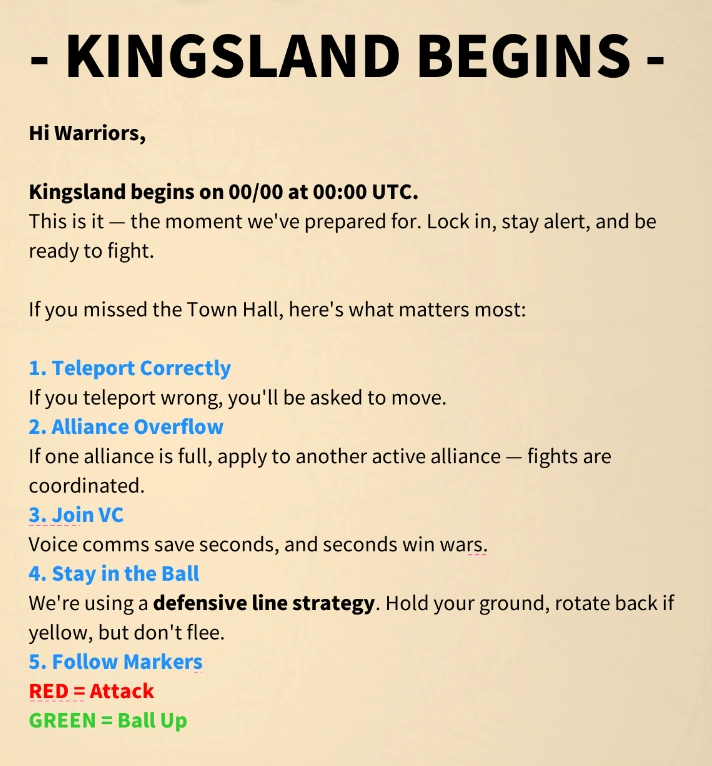 - KINGSLAND BEGINS -
Hi Warriors,
Kingsland begins on 00/00 at 00:00 UTC.
This is it — the moment we've prepared for. Lock in, stay alert, and be
ready to fight.
If you missed the Town Hall, here's what matters most:
1. Teleport Correctly
If you teleport wrong, you'll be asked to move.
2. Alliance Overflow
If one alliance is full, apply to another active alliance — fights are
coordinated.
3. Join VC
Voice comms save seconds, and seconds win wars.
4. Stay in the Ball
We're using a defensive line strategy. Hold your ground, rotate back if
yellow, but don't flee.
5. Follow Markers
RED = Attack
GREEN = Ball Up